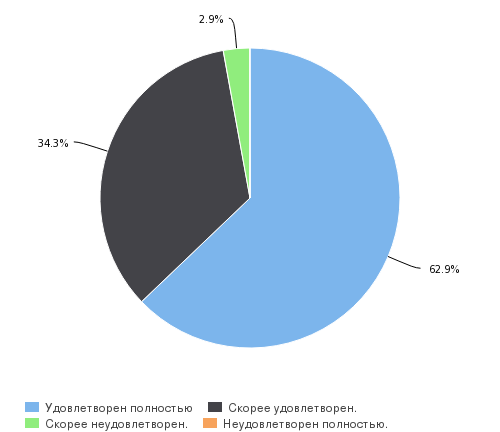 2.9%
34.3%
62.9%
Удовлетворен полностью Скорее удовлетворен.
Скорее неудовлетворен. Неудовлетворен полностью.